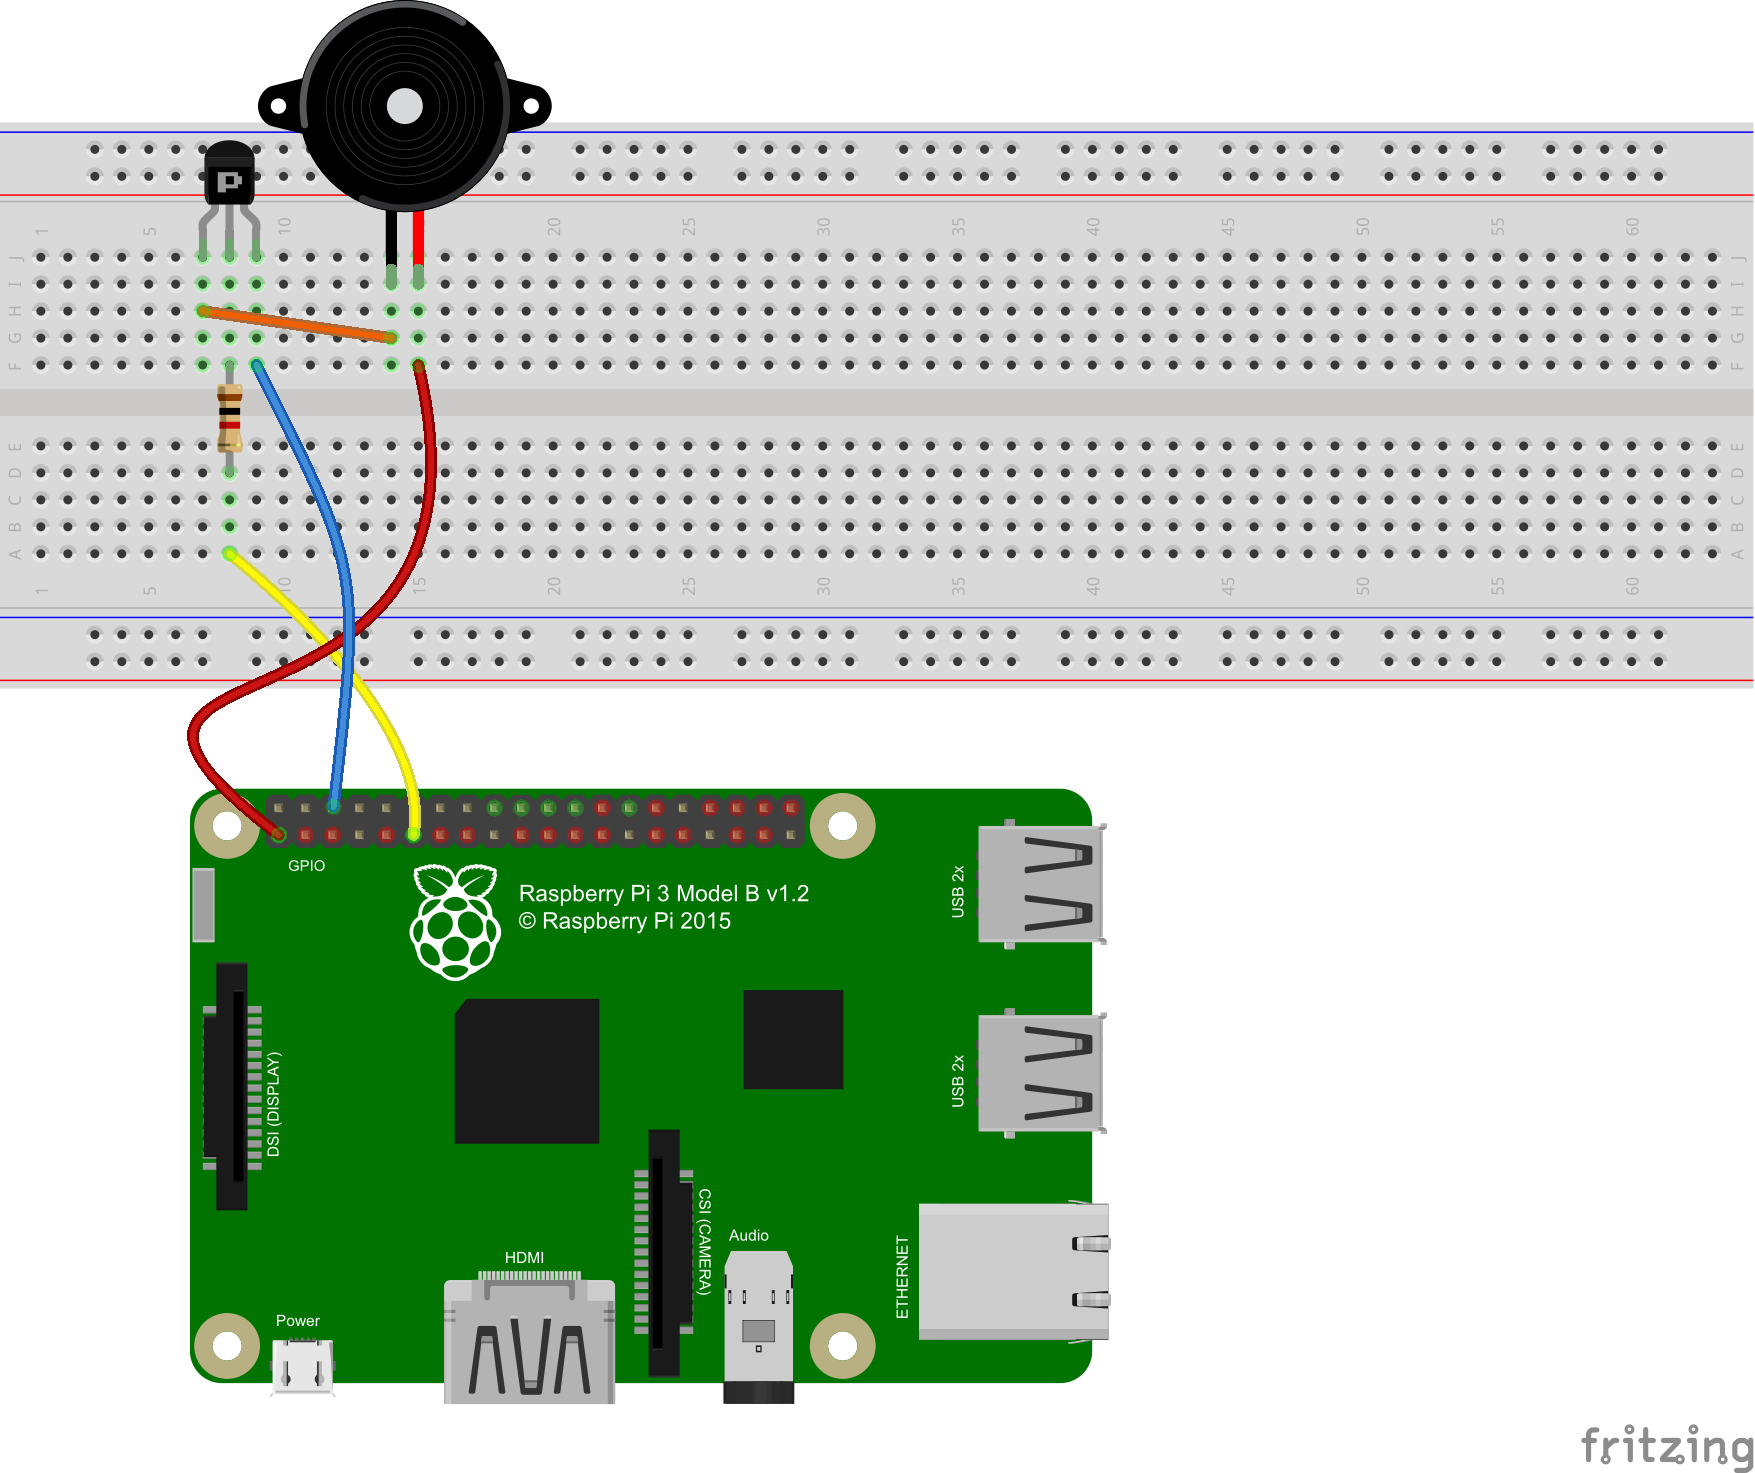 P
1 5 10 15 20 25 30 35 40 45 50 55 60
J J
I I
H H
G G
F F
E E
D D
C C
B B
A A
1 5 10 15 20 25 30 35 40 45 50 55 60
GPIO
Raspberry Pi 3 Model B v1.2
© Raspberry Pi 2015
USB 2x
USB 2x
DSI (DISPLAY)
CSI (CAMERA)
Audio
ETHERNET
HDMI
Power
fritzing